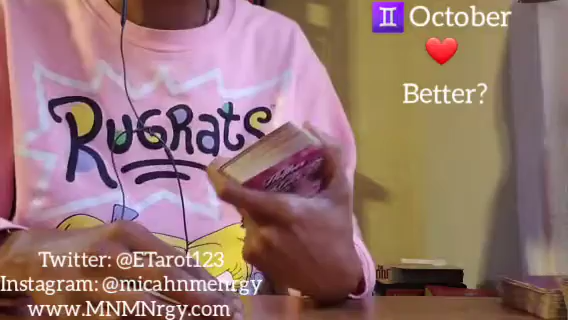 ♊ October
❤️
Better?
RUGRATS
Twitter: @ETarot123
Instagram: @micahnmenrgy
www.MNMNrgy.com